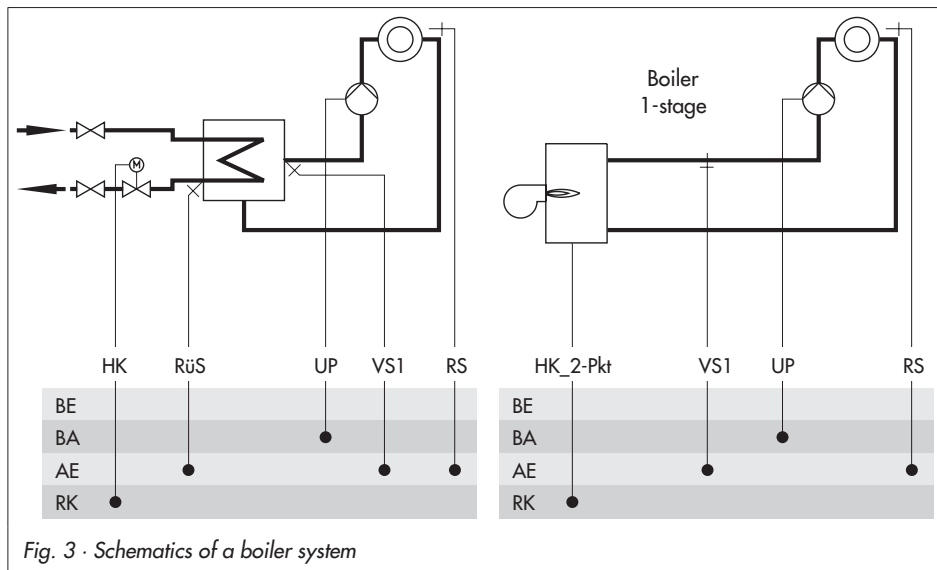 Boiler
1-stage
M
HK RüS UP VS1 RS
HK_2-Pkt VS1 UP RS
BE
BA
AE
RK
BE
BA
AE
RK
Fig. 3 · Schematics of a boiler system